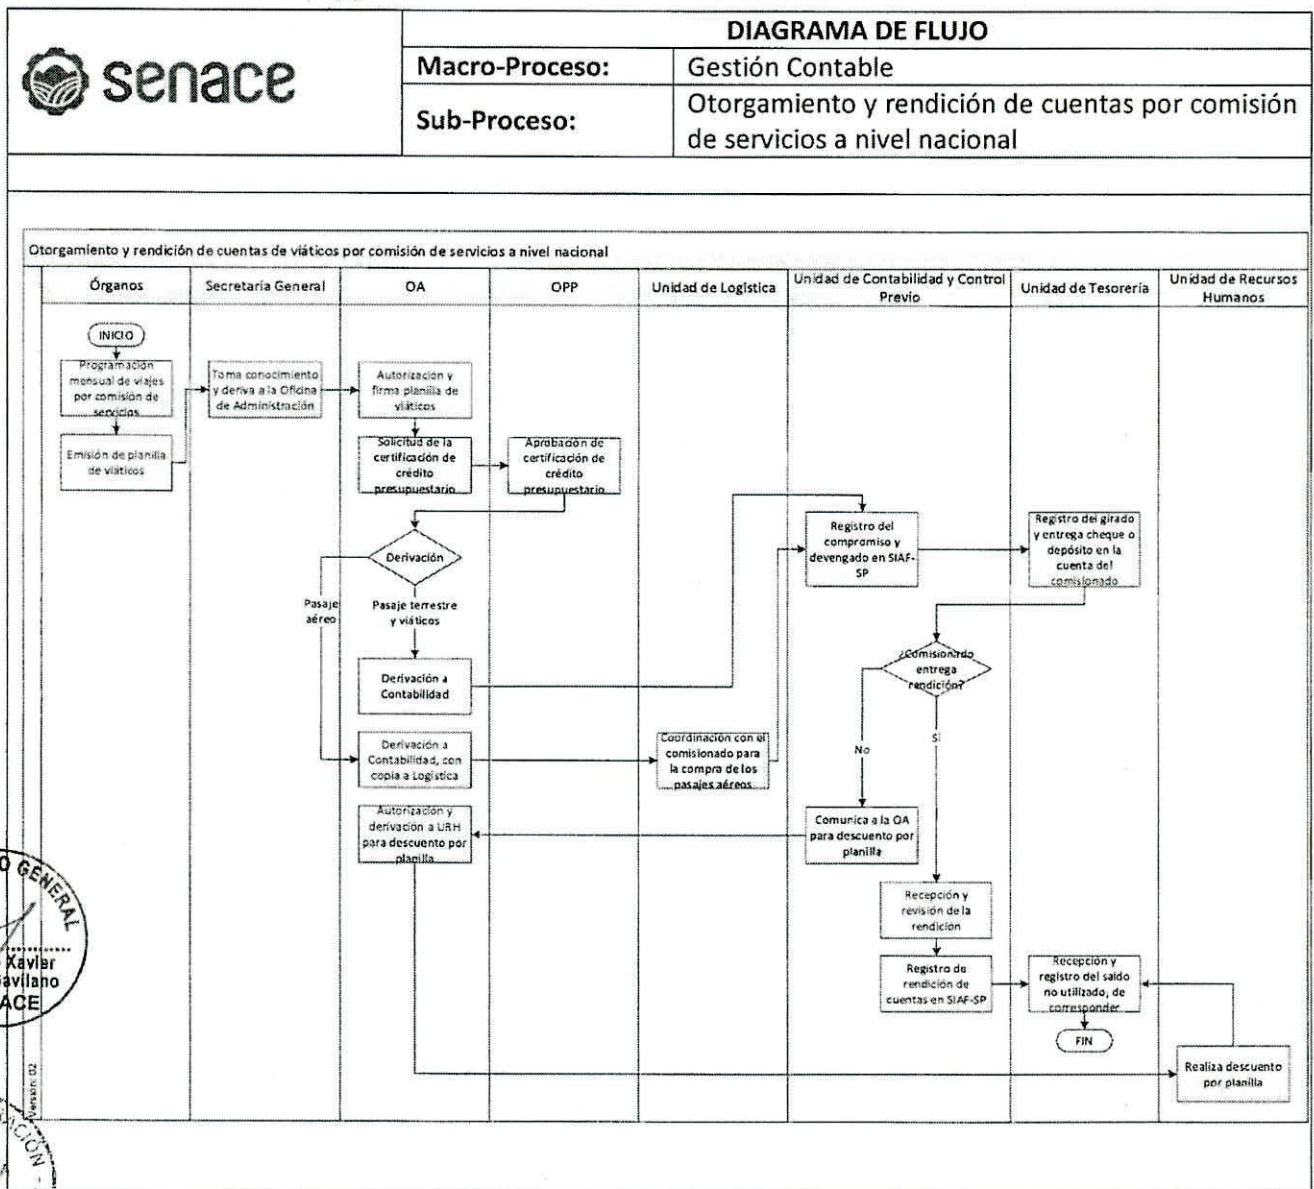 senace
DIAGRAMA DE FLUJO
Macro-Proceso:
Gestión Contable
Sub-Proceso:
Otorgamiento y rendición de cuentas por comisión
de servicios a nivel nacional
Otorgamiento y rendición de cuentas de viáticos por comisión de servicios a nivel nacional
Órganos
Secretaría General
OA
OPP
Unidad de Logística
Unidad de Contabilidad y Control
Previo
Unidad de Tesorería
Unidad de Recursos
Humanos
INICIO
Programación
mensual de viajes
por comisión de
servicios
Emisión de planilla
de viáticos
Toma conocimiento
y deriva a la Oficina
de Administración
Autorización y
firma planilla de
viáticos
Solicitud de la
certificación de
crédito
presupuestario
Aprobación de
certificación de
crédito
presupuestario
Derivación
Pasaje
aéreo
Pasaje terrestre
y viáticos
Derivación a
Contabilidad
Derivación a
Contabilidad, con
copia a Logística
Coordinación con el
comisionado para
la compra de los
pasajes aéreos
Registro del
compromiso y
devengado en SIAF-
SP
Registro del girado
y entrega cheque o
depósito en la
cuenta del
comisionado
¿Comisionado
entrega
rendición?
No
Si
Comunica a la OA
para descuento por
planilla
Autorización y
derivación a URH
para descuento por
planilla
Recepción y
revisión de la
rendición
Registro de
rendición de
cuentas en SIAF-SP
Recepción y
registro del saldo
no utilizado, de
corresponder
FIN
Realiza descuento
por planilla
Versión: 02
O GENERAL
Xavier
Gavilano
ACE